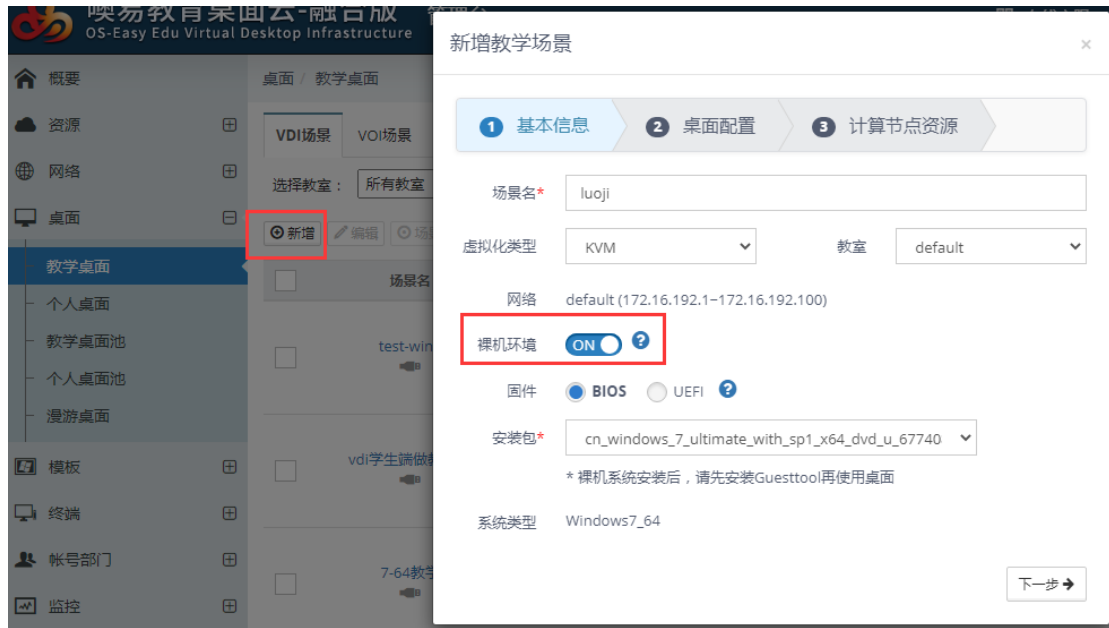 噢易教育桌面云-融合版 管理台
OS-Easy Edu Virtual Desktop Infrastructure
概要
资源
网络
桌面
教学桌面
个人桌面
教学桌面池
个人桌面池
漫游桌面
模板
终端
帐号部门
监控
桌面 / 教学桌面
VDI场景 VOI场景
选择教室： 所有教室
新增 编辑 场
场景名
test-win
vdi学生端做
7-64教学
新增教学场景 ×
1 基本信息 2 桌面配置 3 计算节点资源
场景名* luoji
虚拟化类型 KVM 教室 default
网络 default (172.16.192.1-172.16.192.100)
裸机环境 ON ?
固件 BIOS UEFI ?
安装包* cn_windows_7_ultimate_with_sp1_x64_dvd_u_67740
* 裸机系统安装后，请先安装Guesttool再使用桌面
系统类型 Windows7_64
下一步